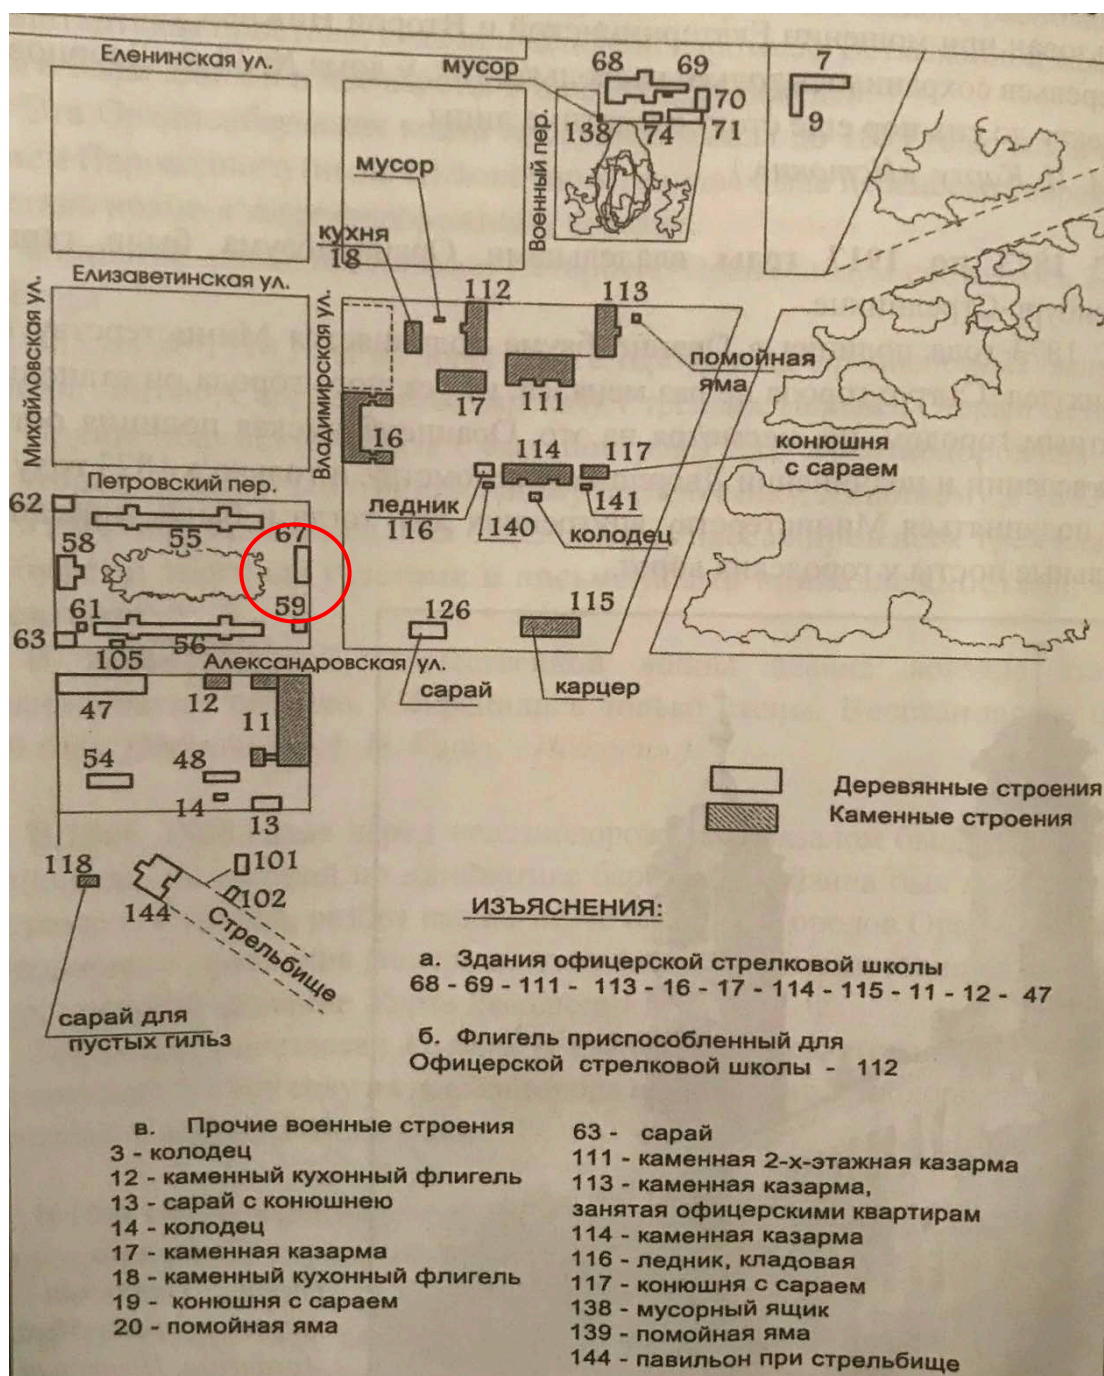 Еленинская ул.
мусор
68
69
7
70
9
138
74
71
Военный пер.
мусор
кухня
18
Михайловская ул.
Елизаветинская ул.
Владимирская ул.
112
113
помойная
яма
17
111
16
114
117
конюшня
с сараем
Петровский пер.
62
ледник
116
140
141
колодец
58
55
67
61
59
63
105
56
126
115
Александровская ул.
сарай
карцер
47
12
11
54
48
14
13
Деревянные строения
Каменные строения
118
101
102
144
Стрельбище
сарай для
пустых гильз
ИЗЪЯСНЕНИЯ:
а. Здания офицерской стрелковой школы
68 - 69 - 111 - 113 - 16 - 17 - 114 - 115 - 11 - 12 - 47
б. Флигель приспособленный для
Офицерской стрелковой школы - 112
в. Прочие военные строения
3 - колодец
12 - каменный кухонный флигель
13 - сарай с конюшнею
14 - колодец
17 - каменная казарма
18 - каменный кухонный флигель
19 - конюшня с сараем
20 - помойная яма
63 - сарай
111 - каменная 2-х-этажная казарма
113 - каменная казарма,
занятая офицерскими квартирам
114 - каменная казарма
116 - ледник, кладовая
117 - конюшня с сараем
138 - мусорный ящик
139 - помойная яма
144 - павильон при стрельбище